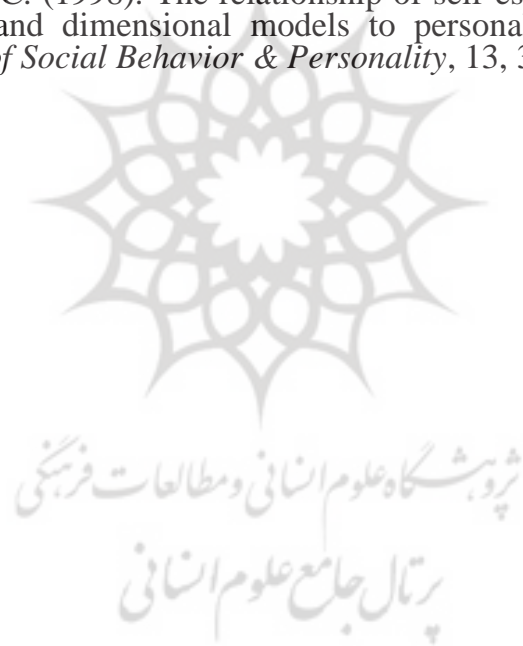 C. (1998). The relationship of self-es
and dimensional models to persona
of Social Behavior & Personality, 13, 3
پژوهشگاه علوم انسانی و مطالعات فرهنگی
پرتال جامع علوم انسانی